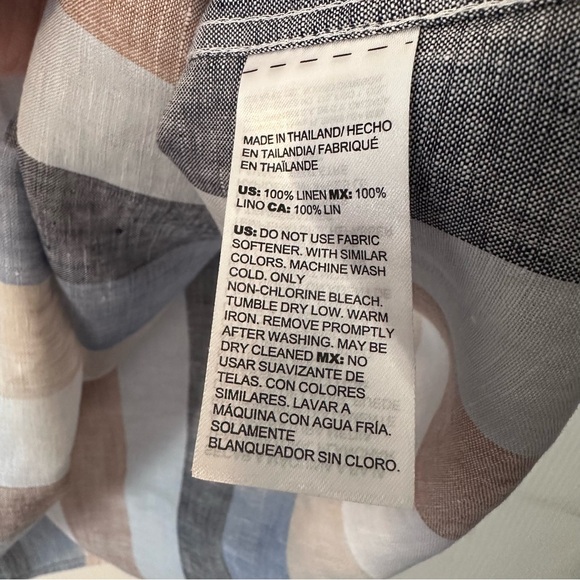 MADE IN THAILAND/ HECHO
EN TAILANDIA/ FABRIQUÉ
EN THAÏLANDE
US: 100% LINEN MX: 100%
LINO CA: 100% LIN
US: DO NOT USE FABRIC
SOFTENER. WITH SIMILAR
COLORS. MACHINE WASH
COLD. ONLY
NON-CHLORINE BLEACH.
TUMBLE DRY LOW. WARM
IRON. REMOVE PROMPTLY
AFTER WASHING. MAY BE
DRY CLEANED MX: NO
USAR SUAVIZANTE DE
TELAS. CON COLORES
SIMILARES. LAVAR A
MÁQUINA CON AGUA FRÍA.
SOLAMENTE
BLANQUEADOR SIN CLORO.